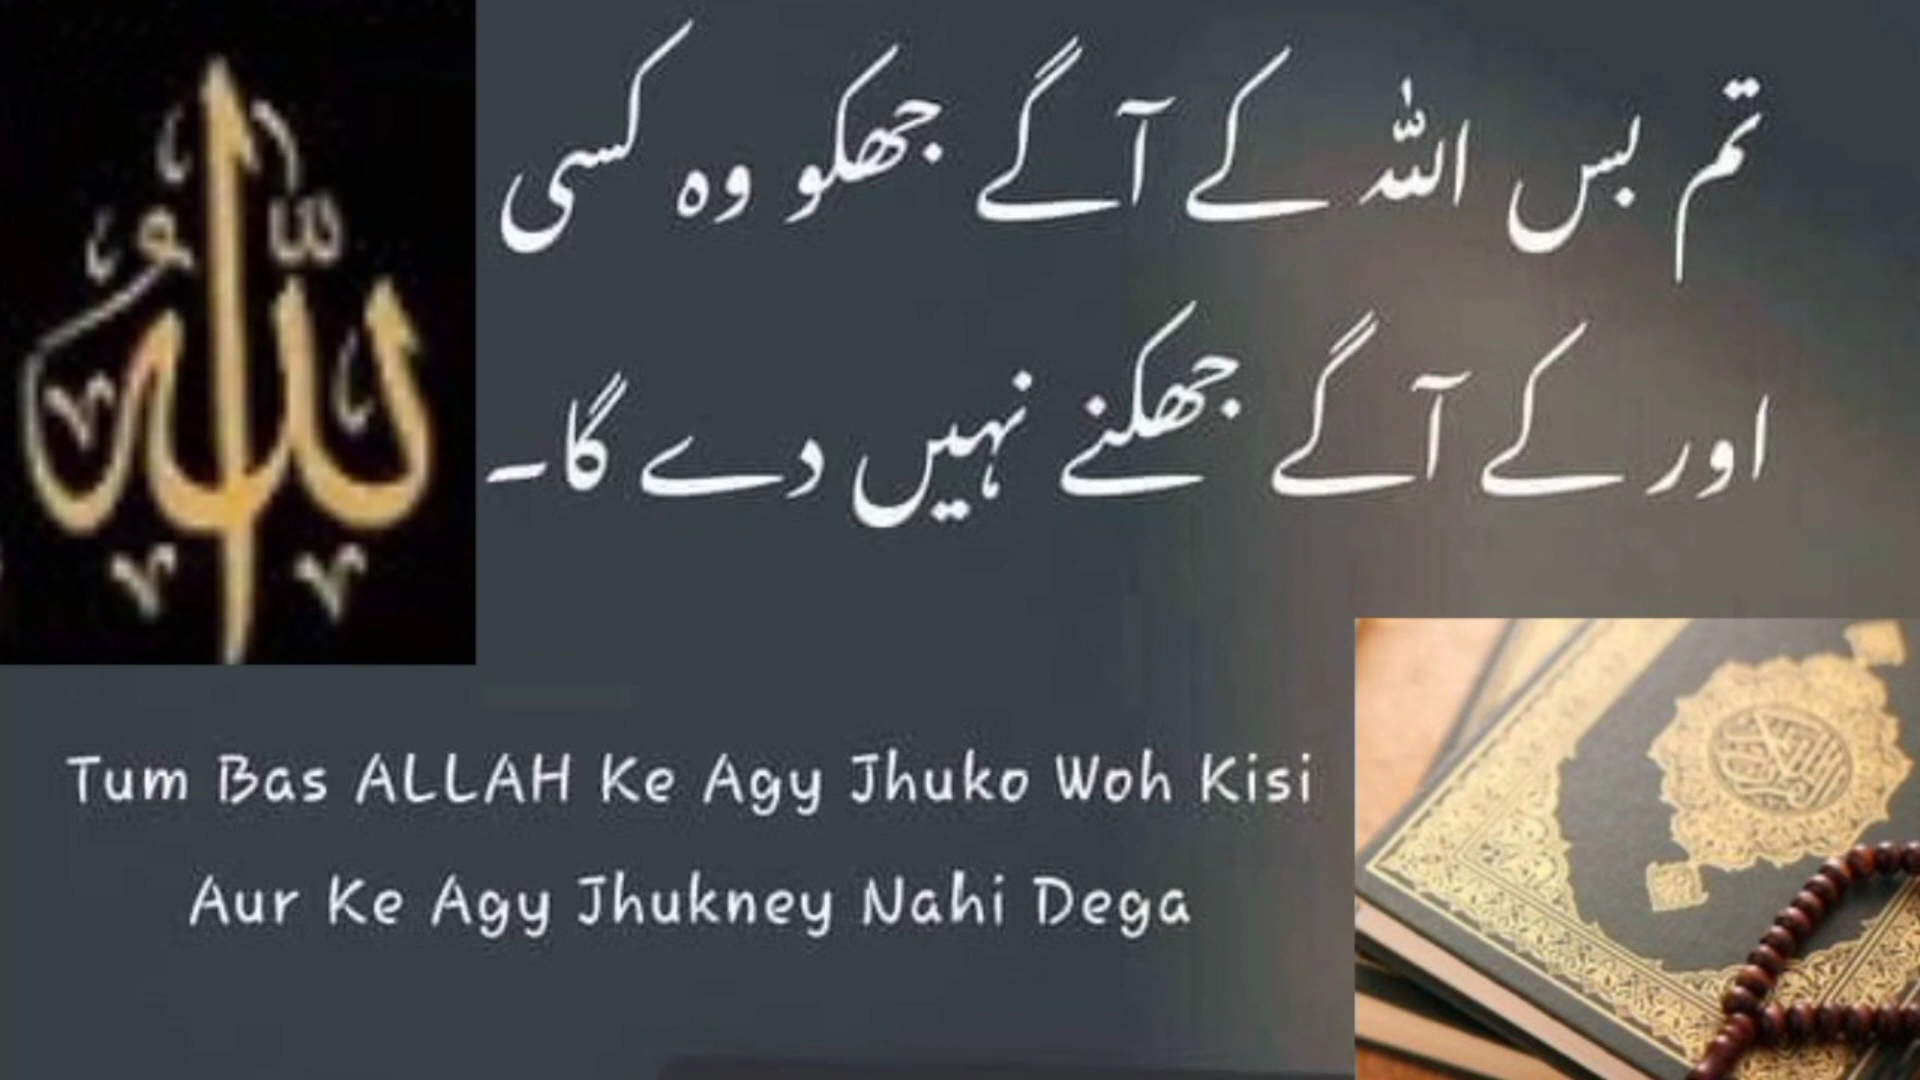 الله
تم بس اللہ کے آگے جھکو وہ کسی
اور کے آگے جھکنے نہیں دے گا۔
Tum Bas ALLAH Ke Agy Jhuko Woh Kisi
Aur Ke Agy Jhukney Nahi Dega